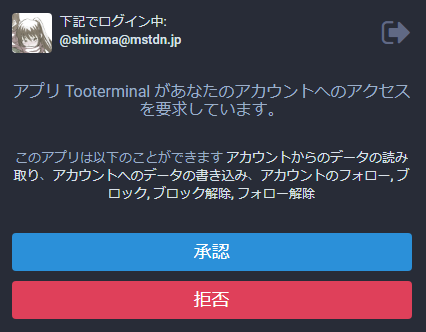 下記でログイン中:
@shiroma@mstdn.jp
アプリ Tooterminal があなたのアカウントへのアクセス
を要求しています。
このアプリは以下のことができます アカウントからのデータの読み
取り、アカウントへのデータの書き込み、アカウントのフォロー, ブ
ロック, ブロック解除, フォロー解除
承認
拒否